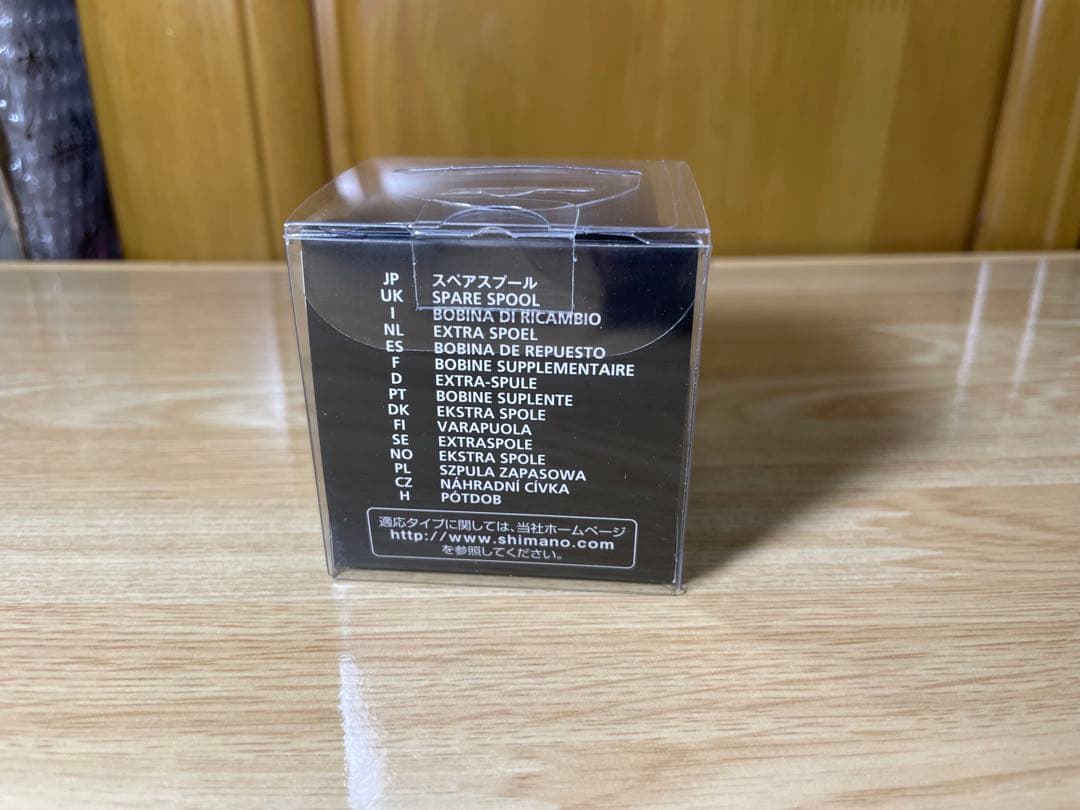 JP スペアスプール
UK SPARE SPOOL
I BOBINA DI RICAMBIO
NL EXTRA SPOEL
ES BOBINA DE REPUESTO
F BOBINE SUPPLEMENTAIRE
D EXTRA-SPULE
PT BOBINE SUPLENTE
DK EKSTRA SPOLE
FI VARAPUOLA
SE EXTRASPOLE
NO EKSTRA SPOLE
PL SZPULA ZAPASOWA
CZ NÁHRADNÍ CÍVKA
H PÓTDOB
適応タイプに関しては、当社ホームページ
http://www.shimano.com
を参照してください。